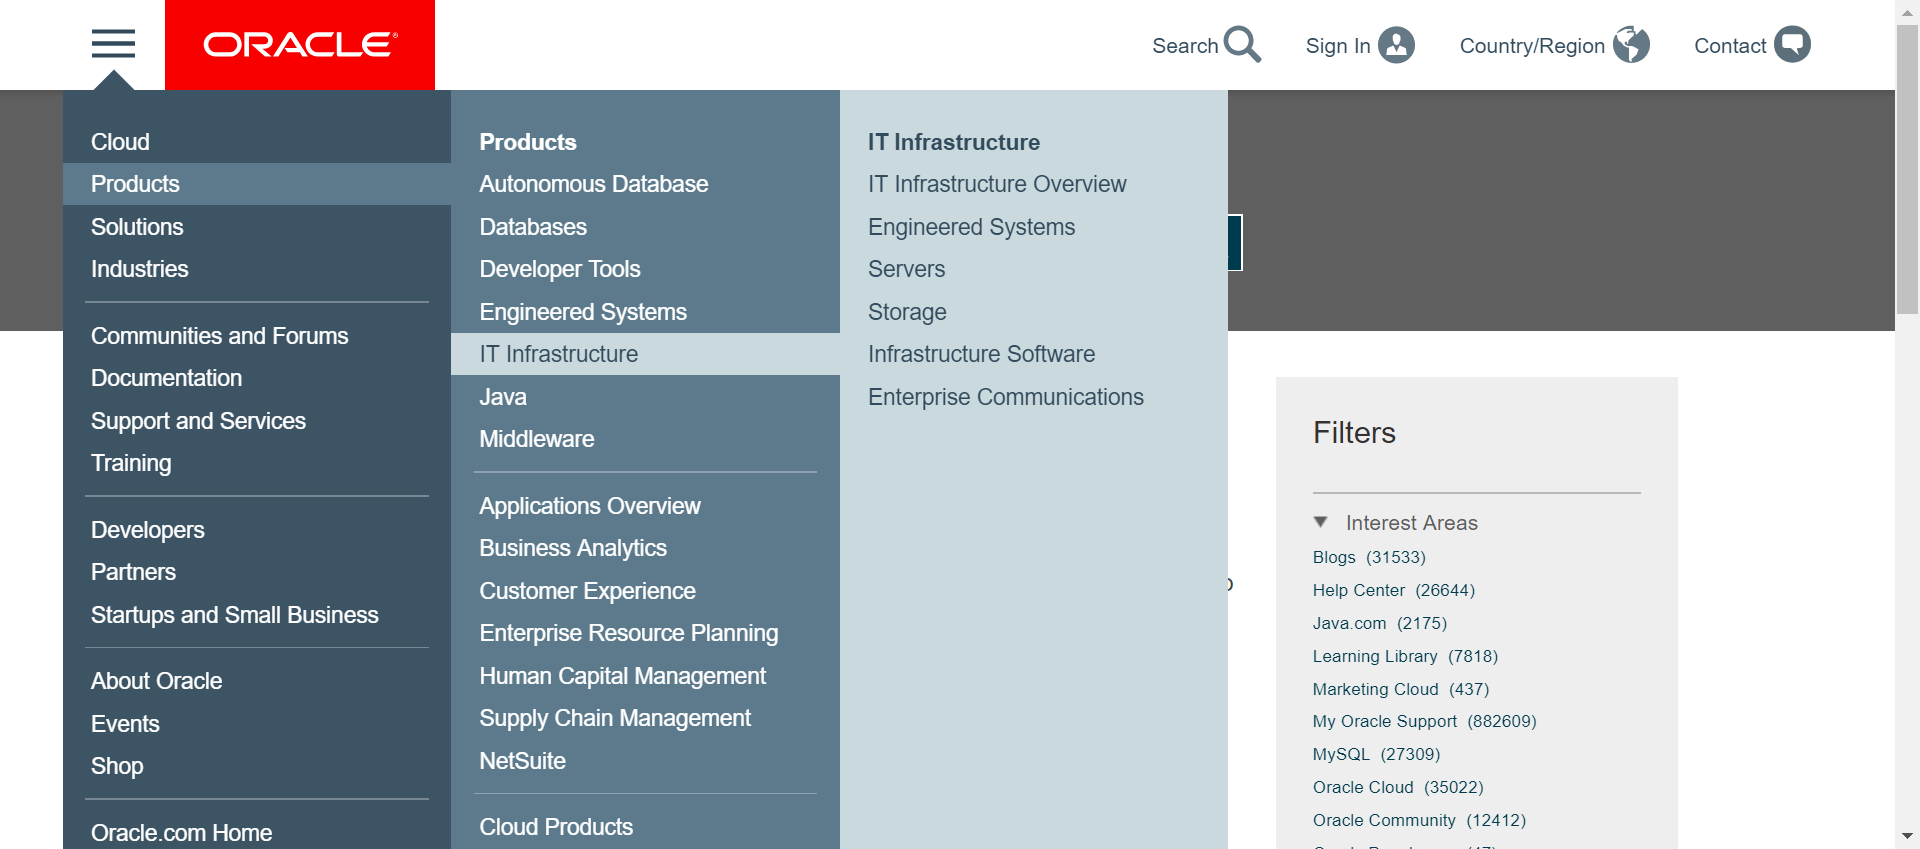 ORACLE®
Search
Sign In
Country/Region
Contact
Cloud
Products
Solutions
Industries
Communities and Forums
Documentation
Support and Services
Training
Developers
Partners
Startups and Small Business
About Oracle
Events
Shop
Oracle.com Home
Products
Autonomous Database
Databases
Developer Tools
Engineered Systems
IT Infrastructure
Java
Middleware
Applications Overview
Business Analytics
Customer Experience
Enterprise Resource Planning
Human Capital Management
Supply Chain Management
NetSuite
Cloud Products
IT Infrastructure
IT Infrastructure Overview
Engineered Systems
Servers
Storage
Infrastructure Software
Enterprise Communications
Filters
Interest Areas
Blogs (31533)
Help Center (26644)
Java.com (2175)
Learning Library (7818)
Marketing Cloud (437)
My Oracle Support (882609)
MySQL (27309)
Oracle Cloud (35022)
Oracle Community (12412)